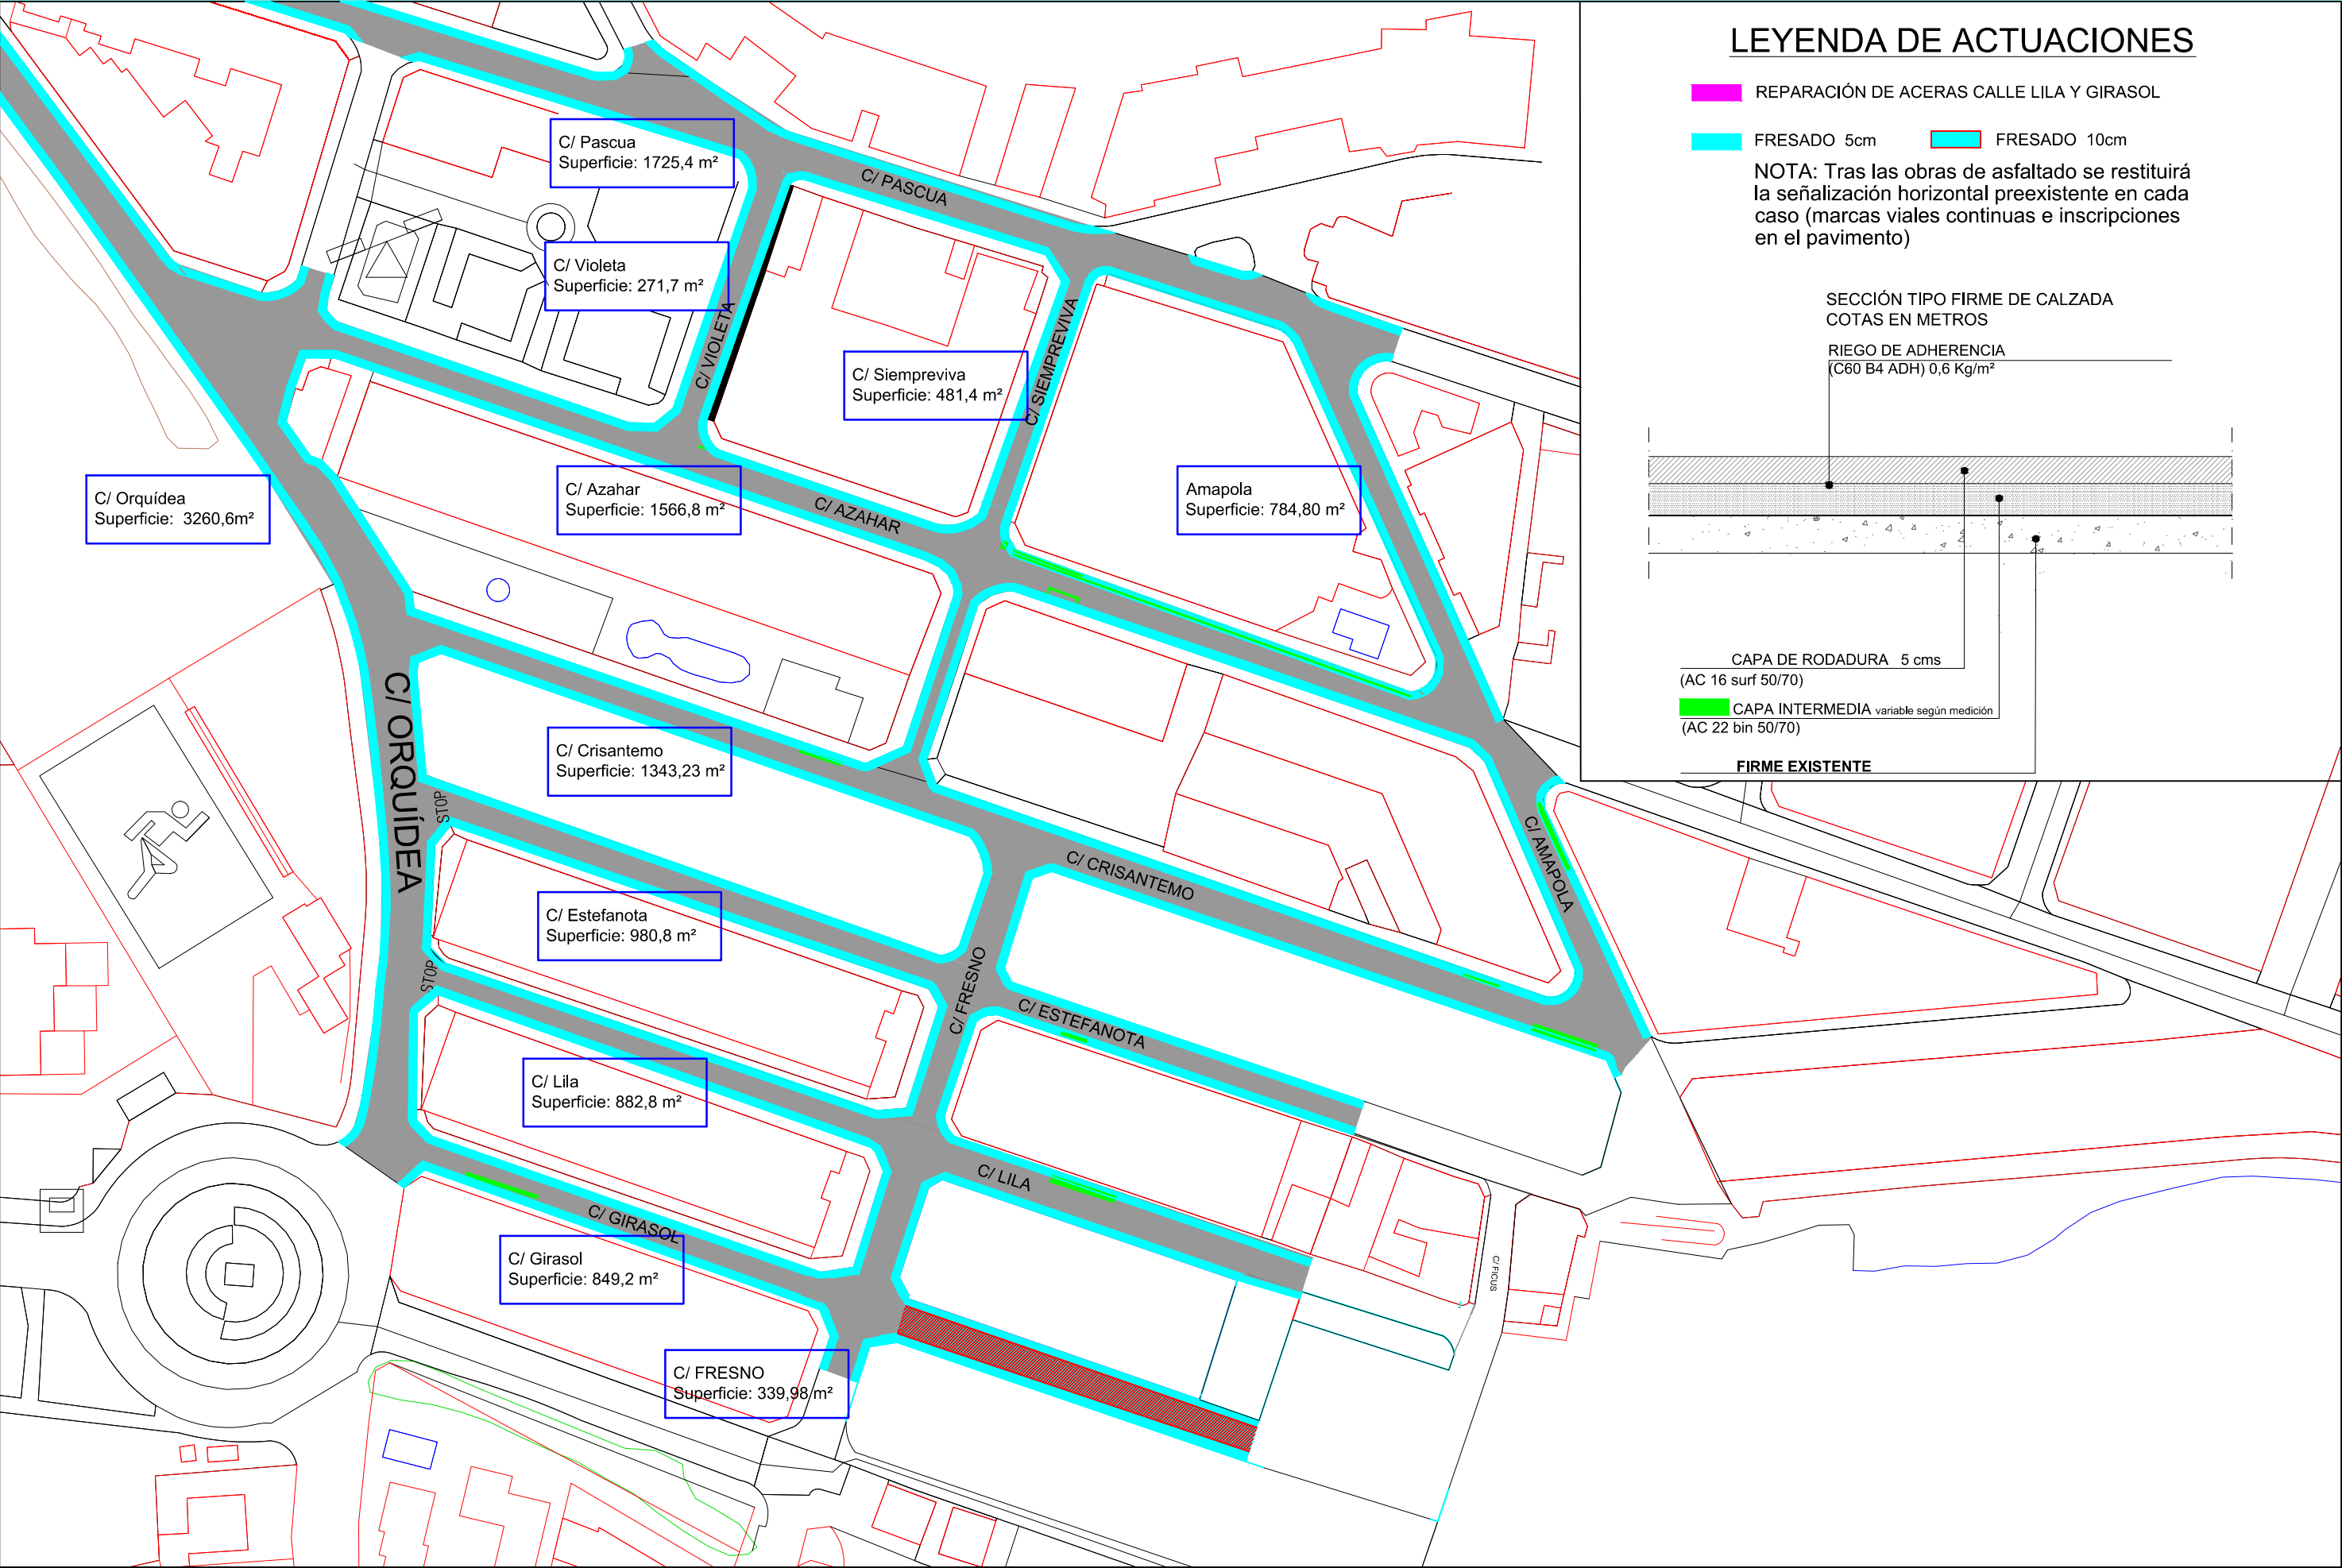 LEYENDA DE ACTUACIONES
REPARACIÓN DE ACERAS CALLE LILA Y GIRASOL
FRESADO 5cm
FRESADO 10cm
NOTA: Tras las obras de asfaltado se restituirá
la señalización horizontal preexistente en cada
caso (marcas viales continuas e inscripciones
en el pavimento)
SECCIÓN TIPO FIRME DE CALZADA
COTAS EN METROS
RIEGO DE ADHERENCIA
(C60 B4 ADH) 0,6 Kg/m²
CAPA DE RODADURA 5 cms
(AC 16 surf 50/70)
CAPA INTERMEDIA variable según medición
(AC 22 bin 50/70)
FIRME EXISTENTE
C/ Pascua
Superficie: 1725,4 m²
C/ PASCUA
C/ Violeta
Superficie: 271,7 m²
C/ VIOLETA
C/ Siempreviva
Superficie: 481,4 m²
C/ SIEMPREVIVA
C/ Orquídea
Superficie: 3260,6m²
C/ Azahar
Superficie: 1566,8 m²
C/ AZAHAR
Amapola
Superficie: 784,80 m²
C/ ORQUÍDEA
C/ Crisantemo
Superficie: 1343,23 m²
STOP
C/ CRISANTEMO
C/ AMAPOLA
C/ Estefanota
Superficie: 980,8 m²
STOP
C/ FRESNO
C/ ESTEFANOTA
C/ Lila
Superficie: 882,8 m²
C/ LILA
C/ GIRASOL
C/ Girasol
Superficie: 849,2 m²
C/ FICUS
C/ FRESNO
Superficie: 339,98 m²